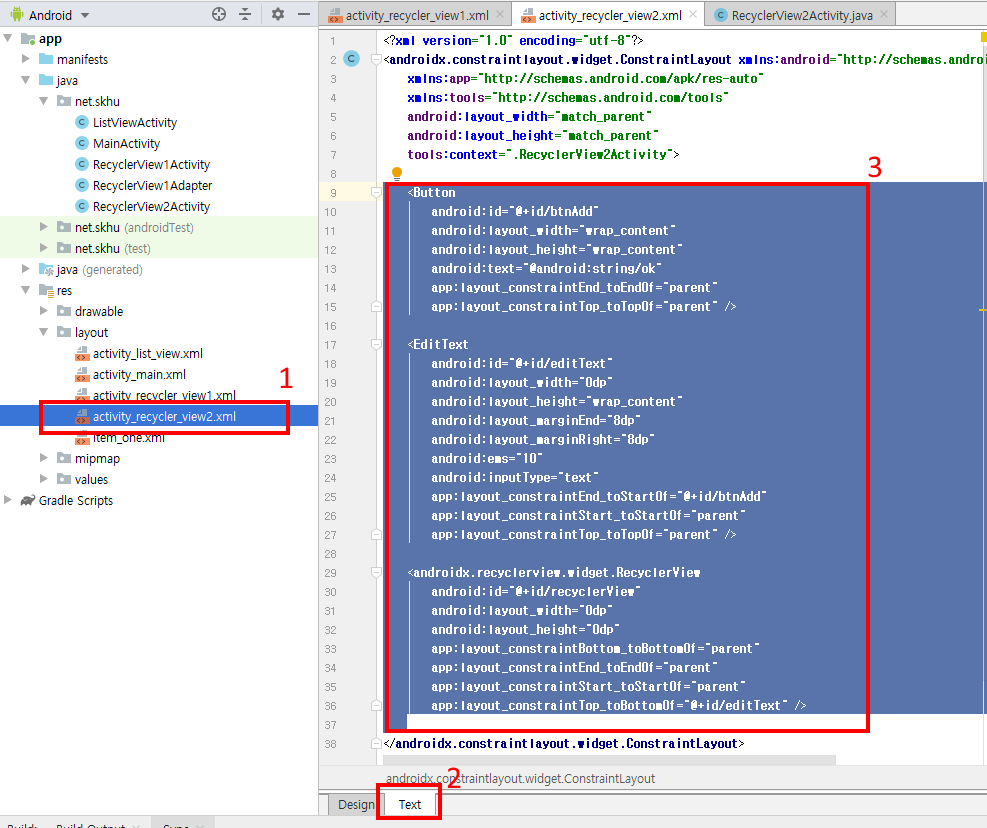 Android
app
manifests
java
net.skhu
ListViewActivity
MainActivity
RecyclerView1Activity
RecyclerView1Adapter
RecyclerView2Activity
net.skhu (androidTest)
net.skhu (test)
java (generated)
res
drawable
layout
activity_list_view.xml
activity_main.xml
activity_recycler_view1.xml
1
activity_recycler_view2.xml
item_one.xml
mipmap
values
Gradle Scripts
activity_recycler_view1.xml
activity_recycler_view2.xml
RecyclerView2Activity.java
1 <?xml version="1.0" encoding="utf-8"?>
2 <androidx.constraintlayout.widget.ConstraintLayout xmlns:android="http://schemas.androi
3 xmlns:app="http://schemas.android.com/apk/res-auto"
4 xmlns:tools="http://schemas.android.com/tools"
5 android:layout_width="match_parent"
6 android:layout_height="match_parent"
7 tools:context=".RecyclerView2Activity">
8
3
9 <Button
10 android:id="@+id/btnAdd"
11 android:layout_width="wrap_content"
12 android:layout_height="wrap_content"
13 android:text="@android:string/ok"
14 app:layout_constraintEnd_toEndOf="parent"
15 app:layout_constraintTop_toTopOf="parent" />
16
17 <EditText
18 android:id="@+id/editText"
19 android:layout_width="0dp"
20 android:layout_height="wrap_content"
21 android:layout_marginEnd="8dp"
22 android:layout_marginRight="8dp"
23 android:ems="10"
24 android:inputType="text"
25 app:layout_constraintEnd_toStartOf="@+id/btnAdd"
26 app:layout_constraintStart_toStartOf="parent"
27 app:layout_constraintTop_toTopOf="parent" />
28
29 <androidx.recyclerview.widget.RecyclerView
30 android:id="@+id/recyclerView"
31 android:layout_width="0dp"
32 android:layout_height="0dp"
33 app:layout_constraintBottom_toBottomOf="parent"
34 app:layout_constraintEnd_toEndOf="parent"
35 app:layout_constraintStart_toStartOf="parent"
36 app:layout_constraintTop_toBottomOf="@+id/editText" />
37
38 </androidx.constraintlayout.widget.ConstraintLayout>
androidx.constraintlayout.widget.ConstraintLayout
2
Design
Text
Build:
Build Output
Sync